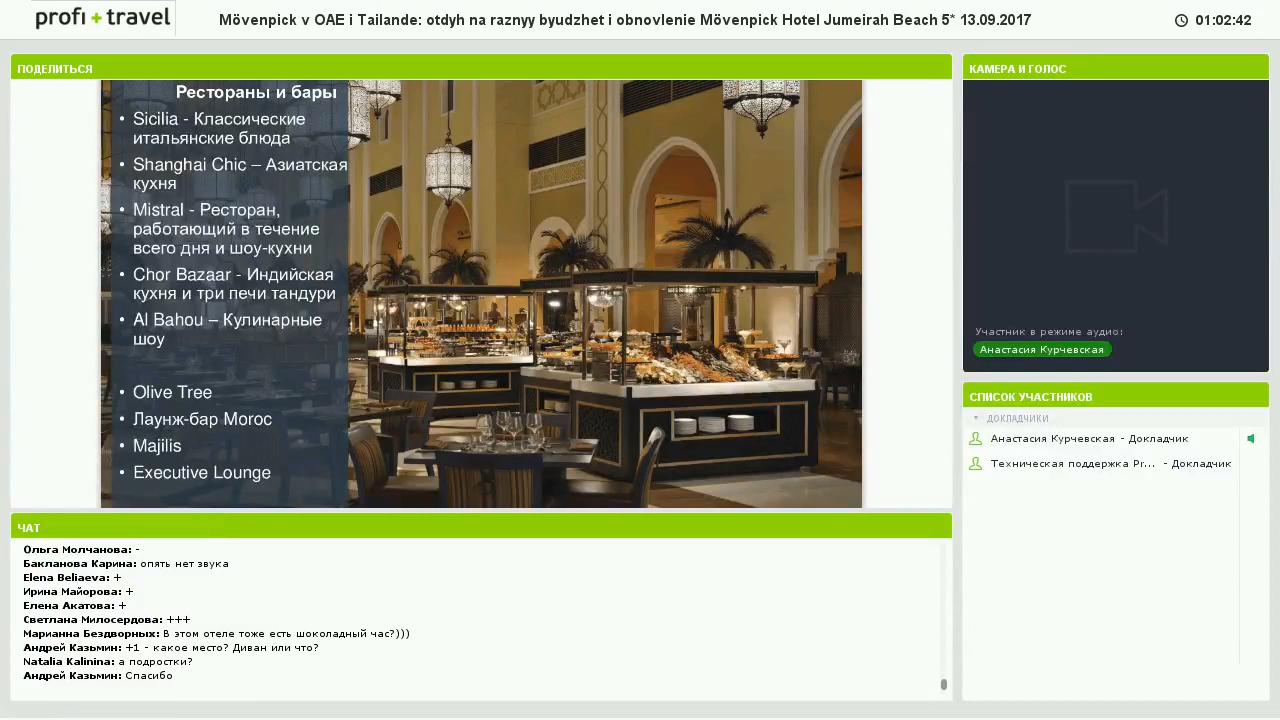 profi + travel
Mövenpick v OAE i Tailande: otdyh na raznyy byudzhet i obnovlenie Mövenpick Hotel Jumeirah Beach 5* 13.09.2017
01:02:42
ПОДЕЛИТЬСЯ
Рестораны и бары
• Sicilia - Классические
итальянские блюда
• Shanghai Chic – Азиатская
кухня
• Mistral - Ресторан,
работающий в течение
всего дня и шоу-кухни
• Chor Bazaar - Индийская
кухня и три печи тандури
• Al Bahou – Кулинарные
шоу
• Olive Tree
• Лаунж-бар Moroc
• Majilis
• Executive Lounge
КАМЕРА И ГОЛОС
Участник в режиме аудио:
Анастасия Курчевская
СПИСОК УЧАСТНИКОВ
ДОКЛАДЧИКИ
Анастасия Курчевская - Докладчик
Техническая поддержка Pr... - Докладчик
ЧАТ
Ольга Молчанова: -
Бакланова Карина: опять нет звука
Elena Beliaeva: +
Ирина Майорова: +
Елена Акатова: +
Светлана Милосердова: +++
Марианна Бездворных: В этом отеле тоже есть шоколадный час?)))
Андрей Казьмин: +1 - какое место? Диван или что?
Natalia Kalinina: а подростки?
Андрей Казьмин: Спасибо